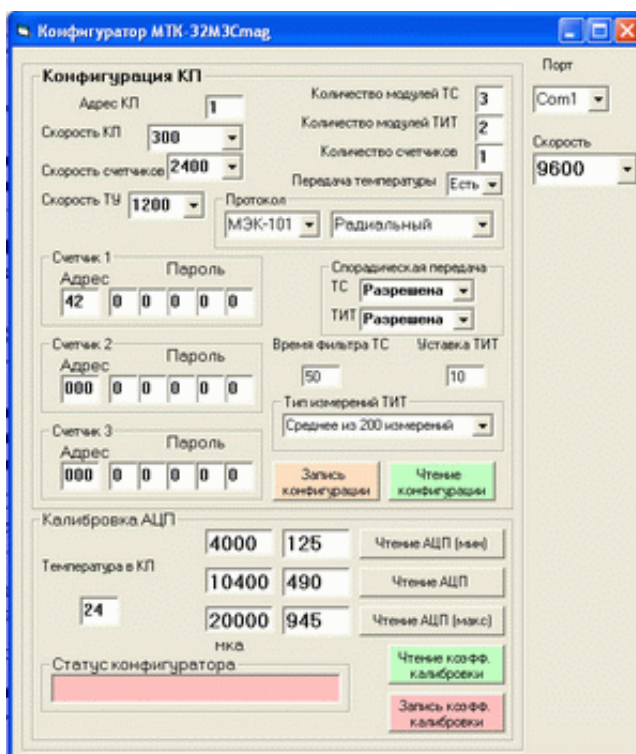 Конфигуратор МТК-32МЗСmag
Порт
Com1
Скорость
9600
Конфигурация КП
Адрес КП 1
Скорость КП 300
Скорость счетчиков 2400
Скорость ТУ 1200
Количество модулей ТС 3
Количество модулей ТИТ 2
Количество счетчиков 1
Передача температуры Есть
Протокол
МЭК-101 Радиальный
Счетчик 1
Адрес Пароль
42 0 0 0 0 0
Спорадическая передача
ТС Разрешена
ТИТ Разрешена
Счетчик 2
Адрес Пароль
000 0 0 0 0 0
Время фильтра ТС Уставка ТИТ
50 10
Тип измерений ТИТ
Среднее из 200 измерений
Счетчик 3
Адрес Пароль
000 0 0 0 0 0
Запись конфигурации
Чтение конфигурации
Калибровка АЦП
Температура в КП
24
4000 125 Чтение АЦП (мин)
10400 490 Чтение АЦП
20000 945 Чтение АЦП (макс)
мка
Статус конфигуратора
Чтение коэфф. калибровки
Запись коэфф. калибровки